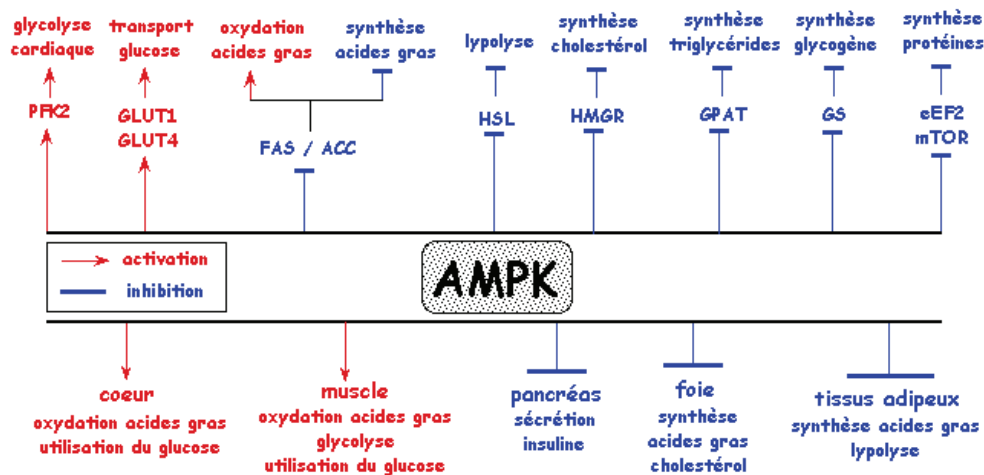 glycolyse
cardiaque
transport
glucose
oxydation
acides gras
synthèse
acides gras
lypolyse
synthèse
cholestérol
synthèse
triglycérides
synthèse
glycogène
synthèse
protéines
PFK2
GLUT1
GLUT4
FAS / ACC
HSL
HMGR
GPAT
GS
eEF2
mTOR
activation
inhibition
AMPK
coeur
oxydation acides gras
utilisation du glucose
muscle
oxydation acides gras
glycolyse
utilisation du glucose
pancréas
sécrétion
insuline
foie
synthèse
acides gras
cholestérol
tissus adipeux
synthèse acides gras
lypolyse